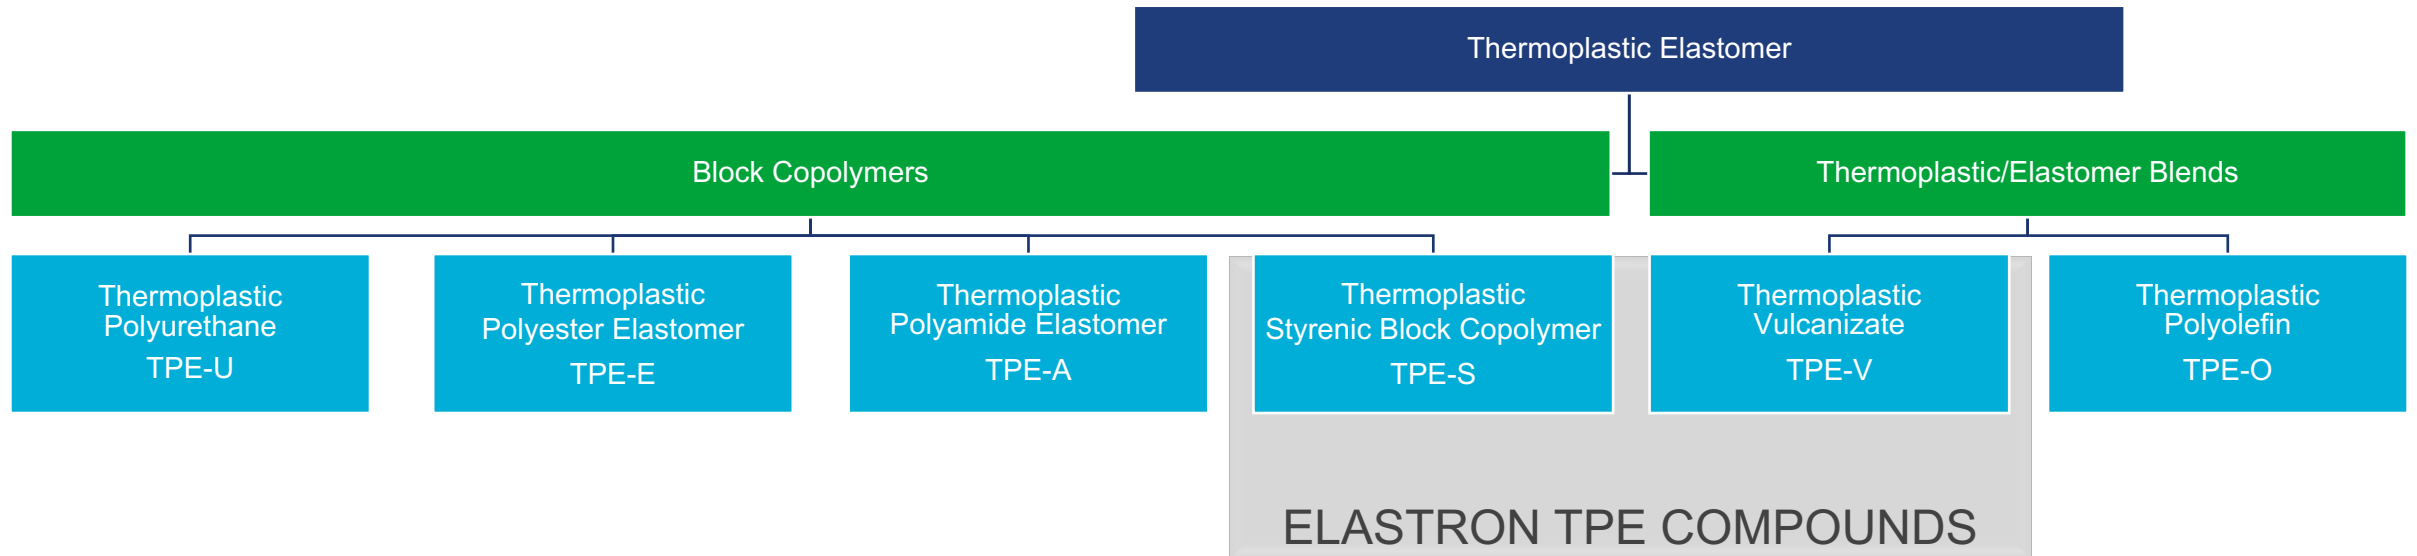 Thermoplastic Elastomer
Block Copolymers
Thermoplastic/Elastomer Blends
Thermoplastic
Polyurethane
TPE-U
Thermoplastic
Polyester Elastomer
TPE-E
Thermoplastic
Polyamide Elastomer
TPE-A
Thermoplastic
Styrenic Block Copolymer
TPE-S
Thermoplastic
Vulcanizate
TPE-V
Thermoplastic
Polyolefin
TPE-O
ELASTRON TPE COMPOUNDS